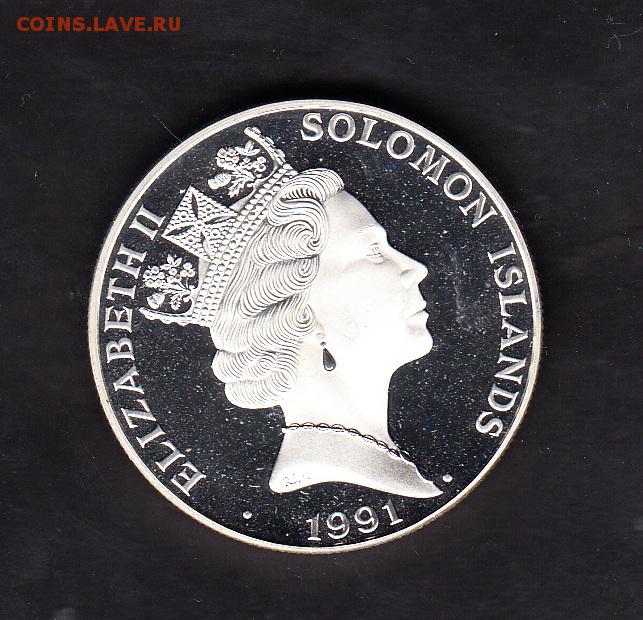 COINS.LAVE.RU
ELIZABETH II
SOLOMON ISLANDS
· 1991 ·